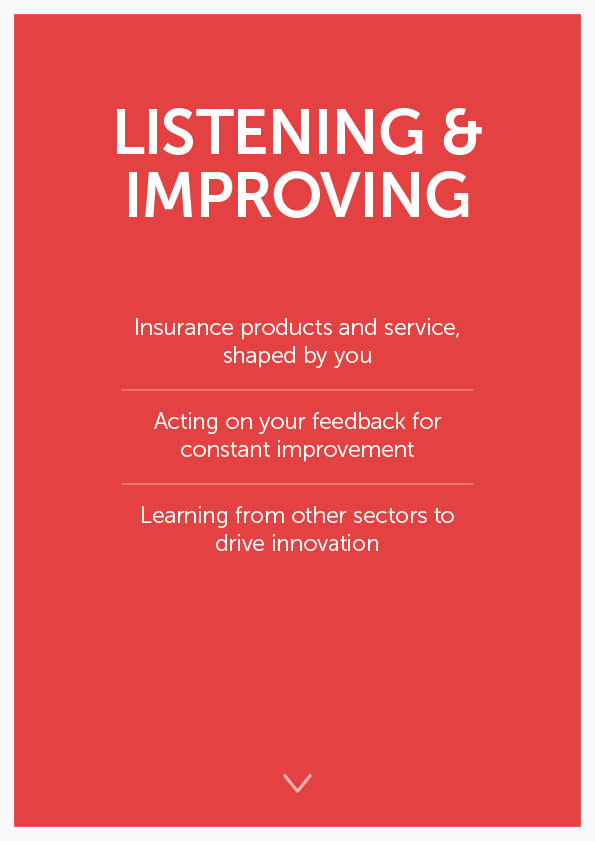 LISTENING &
IMPROVING
Insurance products and service,
shaped by you
Acting on your feedback for
constant improvement
Learning from other sectors to
drive innovation